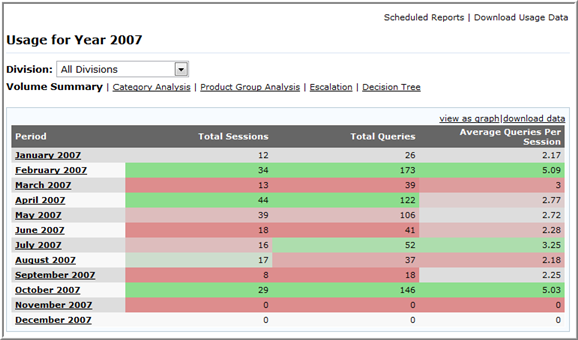 Scheduled Reports | Download Usage Data
Usage for Year 2007
Division: All Divisions
Volume Summary | Category Analysis | Product Group Analysis | Escalation | Decision Tree
view as graph|download data
Period Total Sessions Total Queries Average Queries Per Session
January 2007 12 26 2.17
February 2007 34 173 5.09
March 2007 13 39 3
April 2007 44 122 2.77
May 2007 39 106 2.72
June 2007 18 41 2.28
July 2007 16 52 3.25
August 2007 17 37 2.18
September 2007 8 18 2.25
October 2007 29 146 5.03
November 2007 0 0 0
December 2007 0 0 0